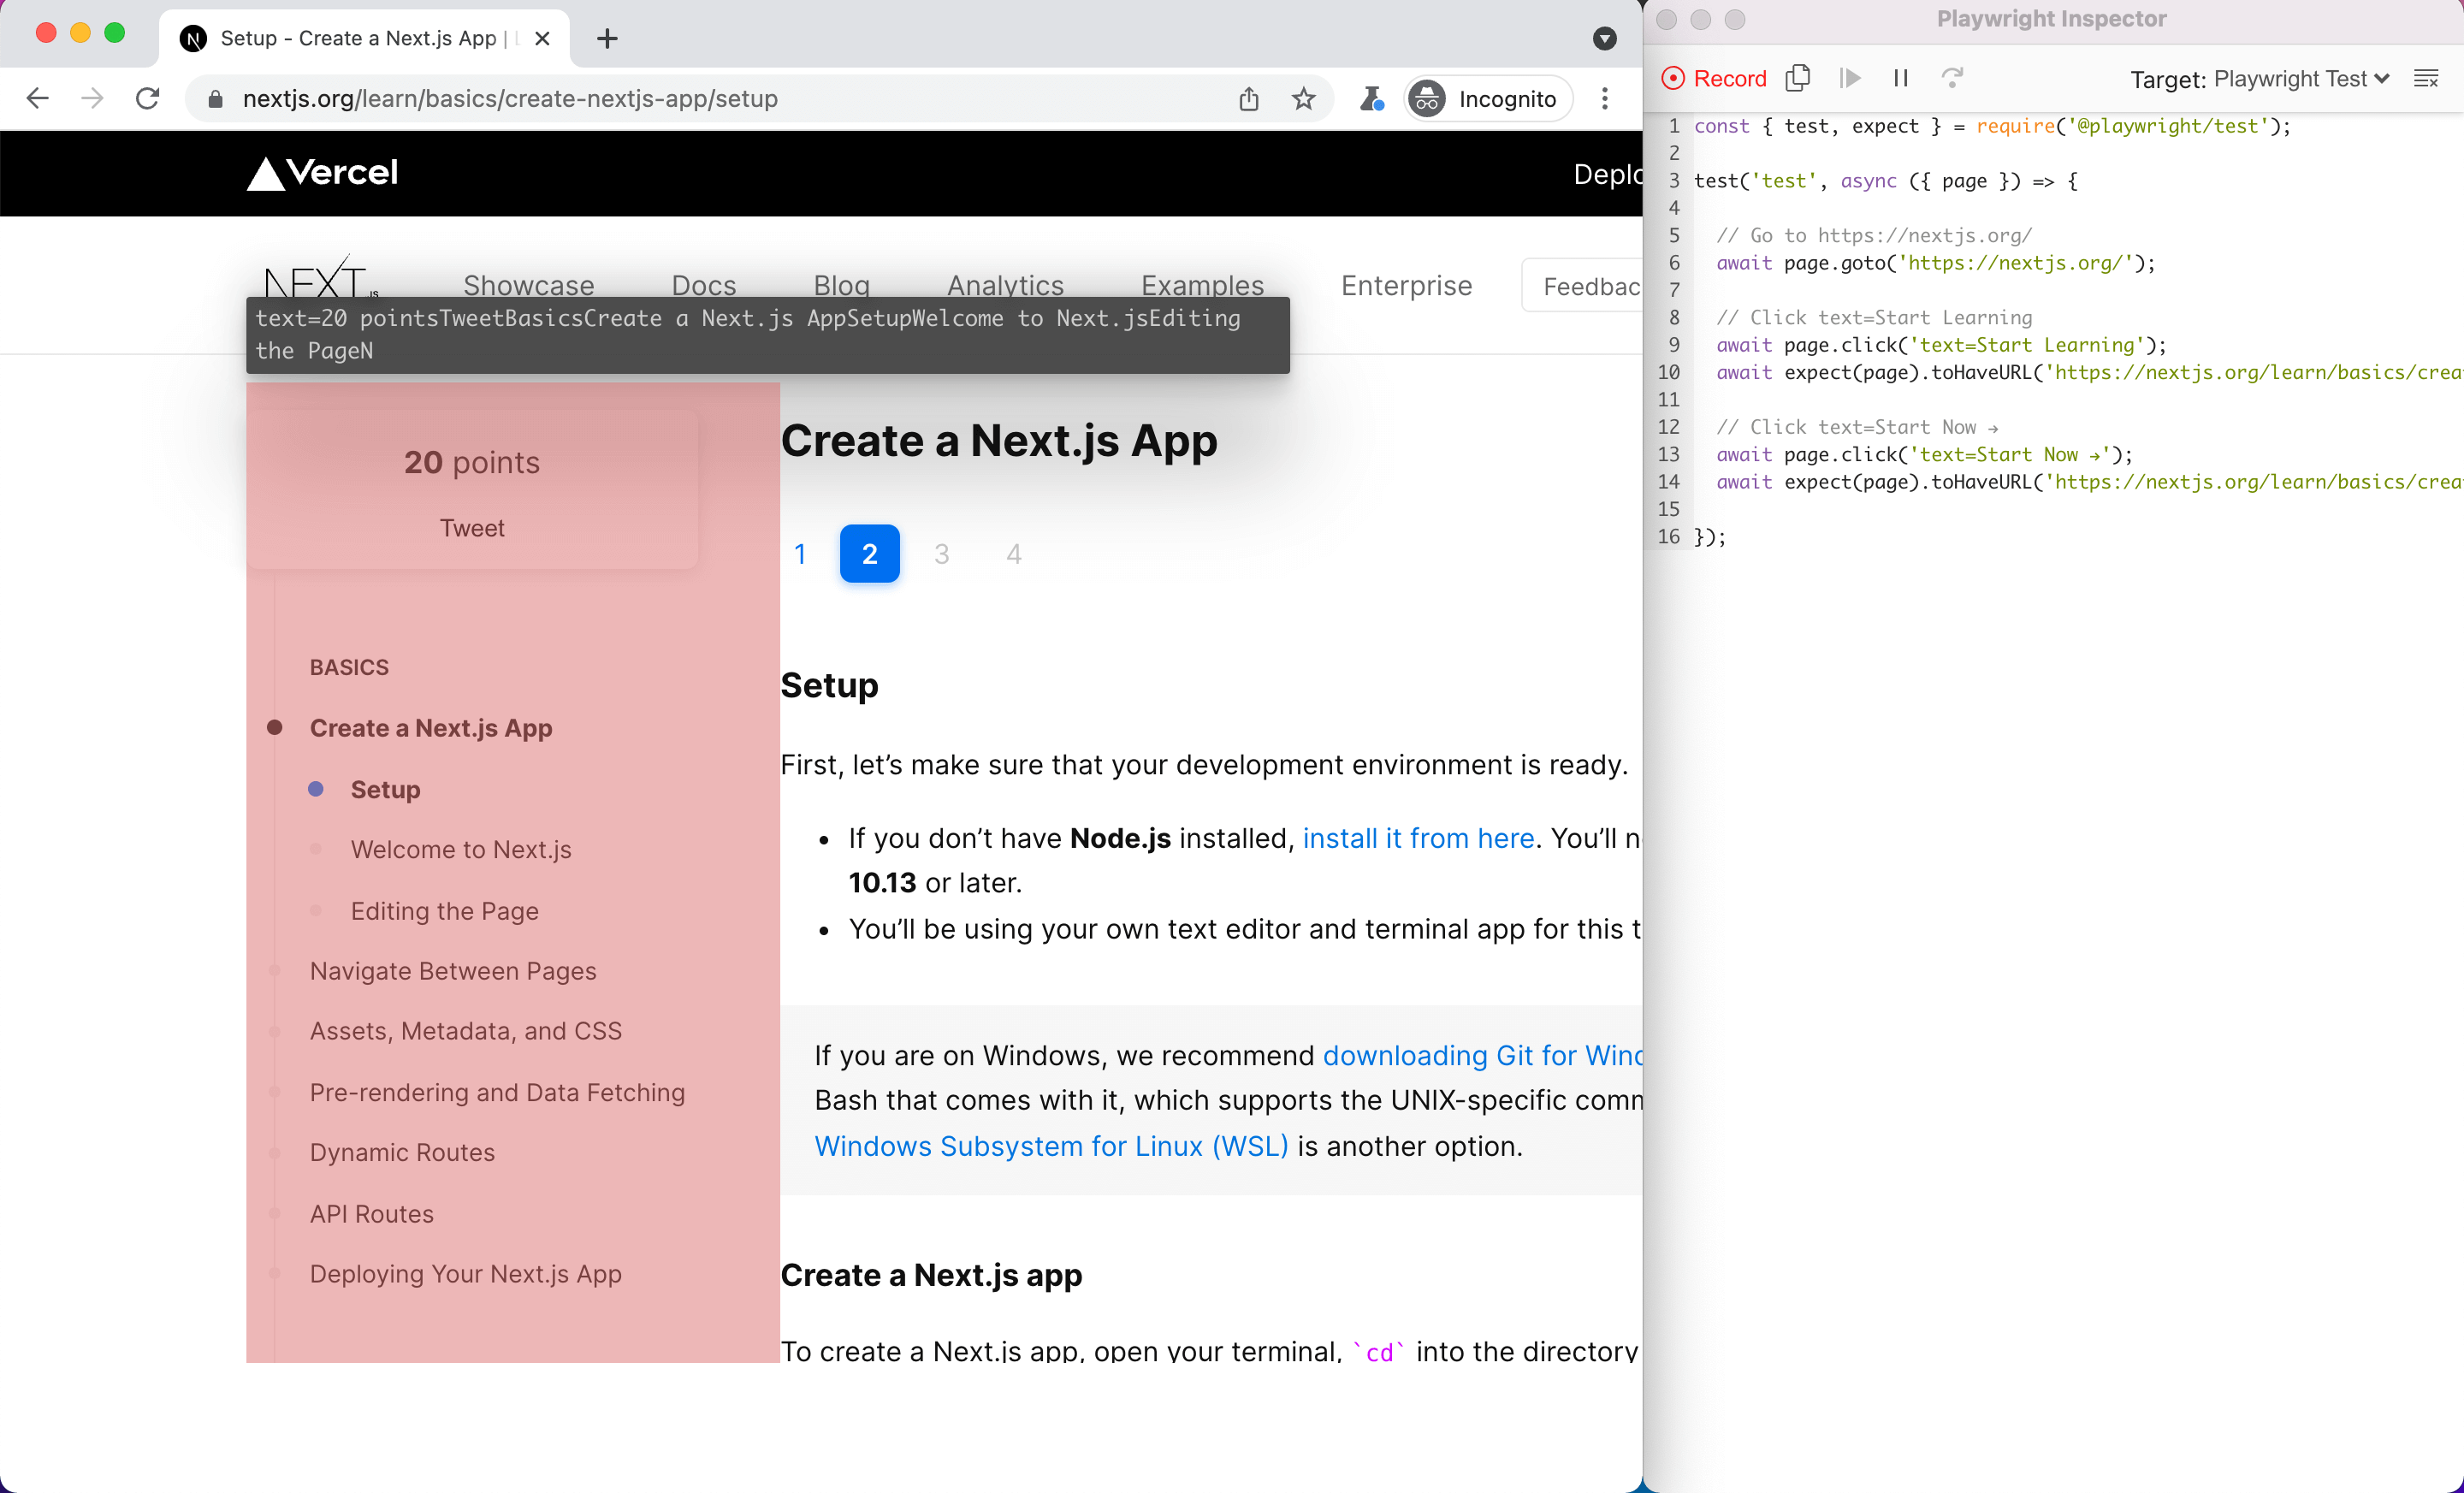 Setup - Create a Next.js App |
nextjs.org/learn/basics/create-nextjs-app/setup
Incognito
Vercel
Deplo
NEXT.JS
Showcase
Docs
Blog
Analytics
Examples
Enterprise
Feedbac
text=20 pointsTweetBasicsCreate a Next.js AppSetupWelcome to Next.jsEditing
the PageN
20 points
Tweet
BASICS
Create a Next.js App
Setup
Welcome to Next.js
Editing the Page
Navigate Between Pages
Assets, Metadata, and CSS
Pre-rendering and Data Fetching
Dynamic Routes
API Routes
Deploying Your Next.js App
Create a Next.js App
1 2 3 4
Setup
First, let’s make sure that your development environment is ready.
• If you don’t have Node.js installed, install it from here. You’ll n
10.13 or later.
• You’ll be using your own text editor and terminal app for this t
If you are on Windows, we recommend downloading Git for Wind
Bash that comes with it, which supports the UNIX-specific comm
Windows Subsystem for Linux (WSL) is another option.
Create a Next.js app
To create a Next.js app, open your terminal, `cd` into the directory
Playwright Inspector
Record
Target: Playwright Test
1 const { test, expect } = require('@playwright/test');
2
3 test('test', async ({ page }) => {
4
5 // Go to https://nextjs.org/
6 await page.goto('https://nextjs.org/');
7
8 // Click text=Start Learning
9 await page.click('text=Start Learning');
10 await expect(page).toHaveURL('https://nextjs.org/learn/basics/crea
11
12 // Click text=Start Now →
13 await page.click('text=Start Now →');
14 await expect(page).toHaveURL('https://nextjs.org/learn/basics/crea
15
16 });